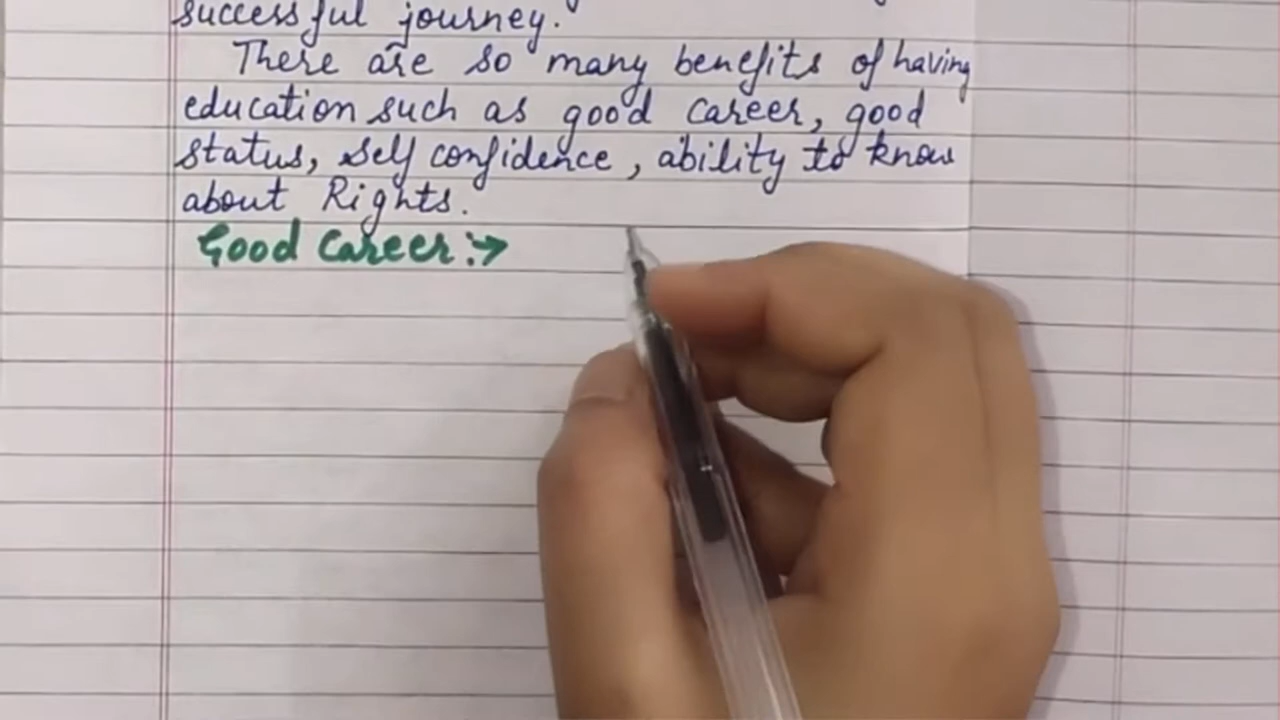 successful journey.
There are so many benefits of having
education such as good career, good
status, self confidence, ability to know
about Rights.
Good Career :→